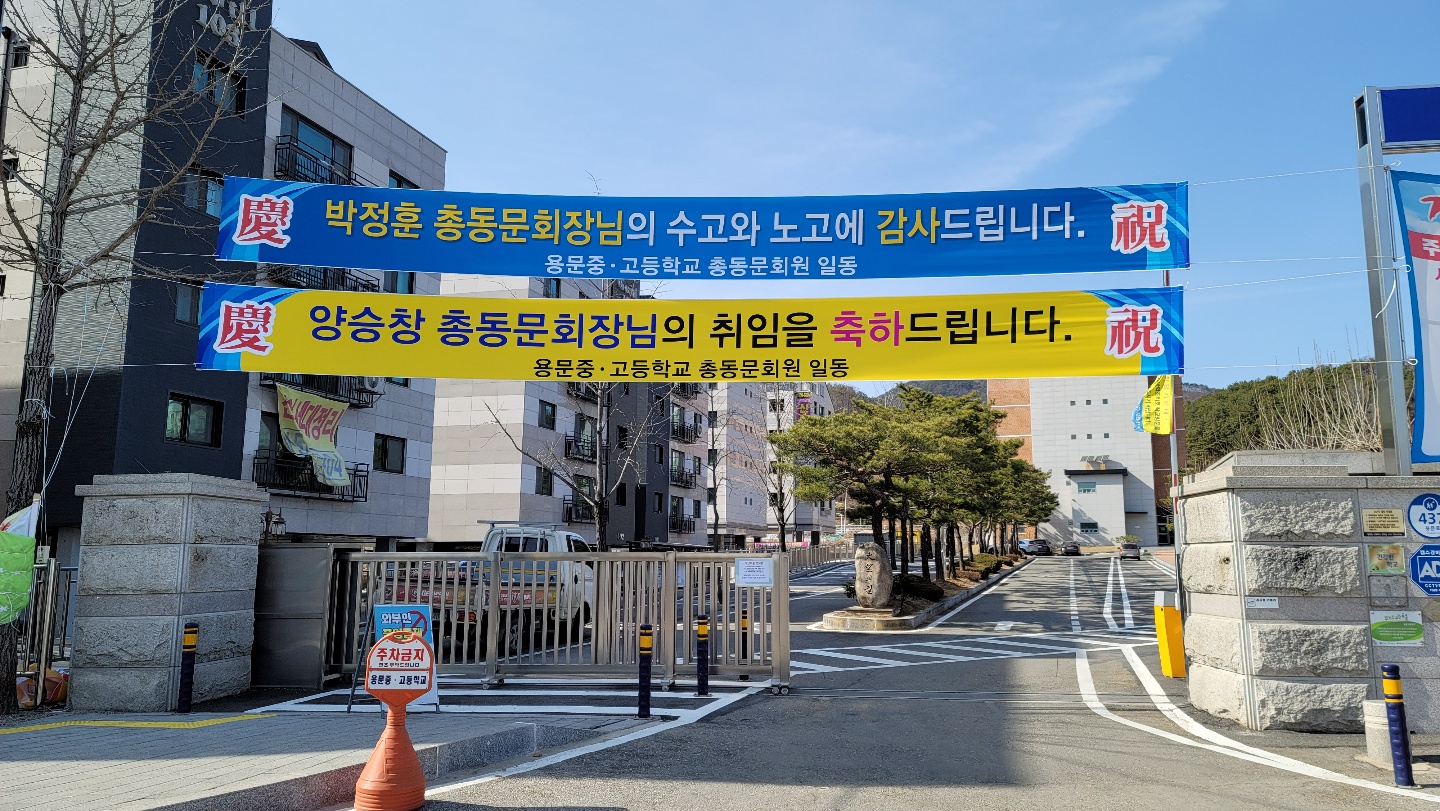 慶 박정훈 총동문회장님의 수고와 노고에 감사드립니다. 祝
용문중·고등학교 총동문회원 일동
慶 양승창 총동문회장님의 취임을 축하드립니다. 祝
용문중·고등학교 총동문회원 일동
외부인
주차금지
용문중·고등학교
437